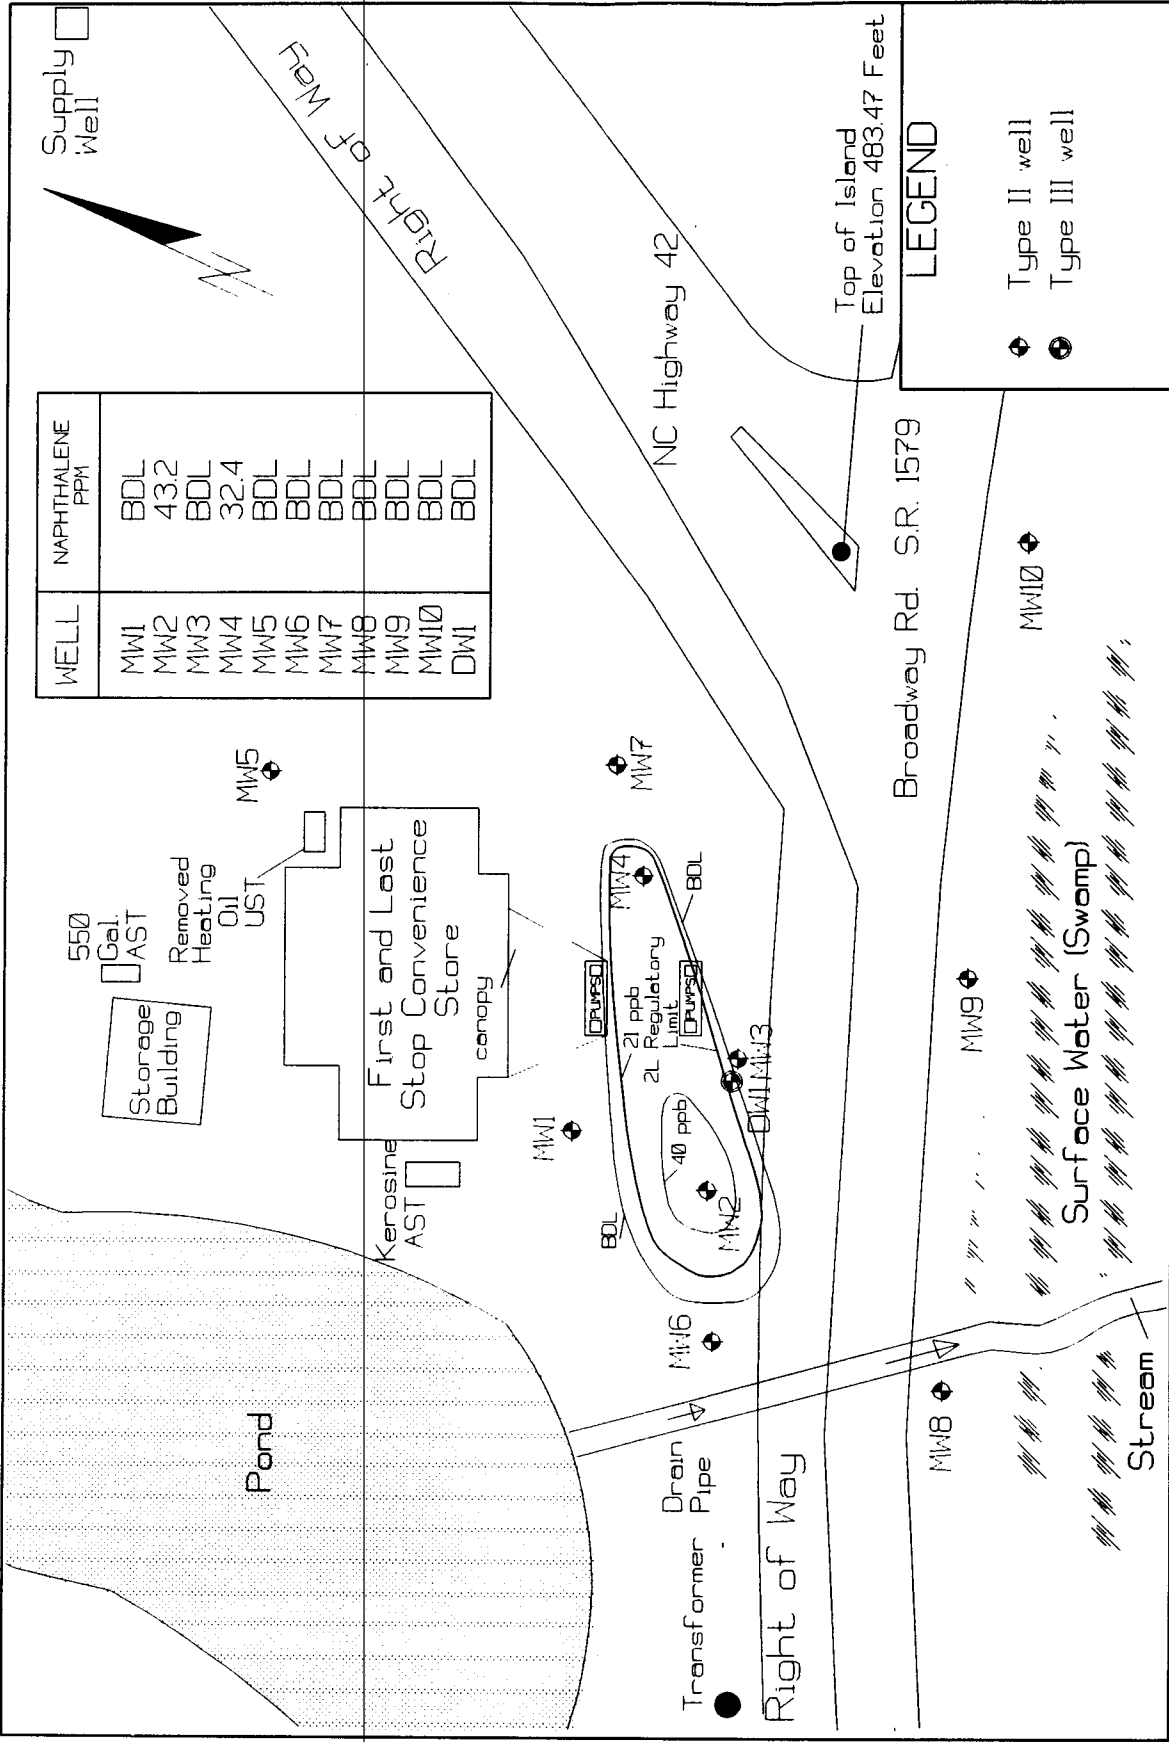 Supply
Well
Right of Way
WELL NAPHTHALENE
PPM
MW1 BDL
MW2 43.2
MW3 BDL
MW4 32.4
MW5 BDL
MW6 BDL
MW7 BDL
MW8 BDL
MW9 BDL
MW10 BDL
DW1 BDL
N
550
Gal.
AST
Storage
Building
Removed
Heating
Oil
UST
MW5
First and Last
Stop Convenience
Store
canopy
Kerosine
AST
Pond
MW1
PUMPS
MW4
MW7
BDL
21 ppb
2L Regulatory
Limit
PUMPS
BDL
40 ppb
MW2
DW1 MW3
MW6
Drain
Pipe
Transformer
Right of Way
NC Highway 42
Top of Island
Elevation 483.47 Feet
Broadway Rd. S.R. 1579
MW8
MW9
MW10
Surface Water (Swamp)
Stream
LEGEND
Type II well
Type III well